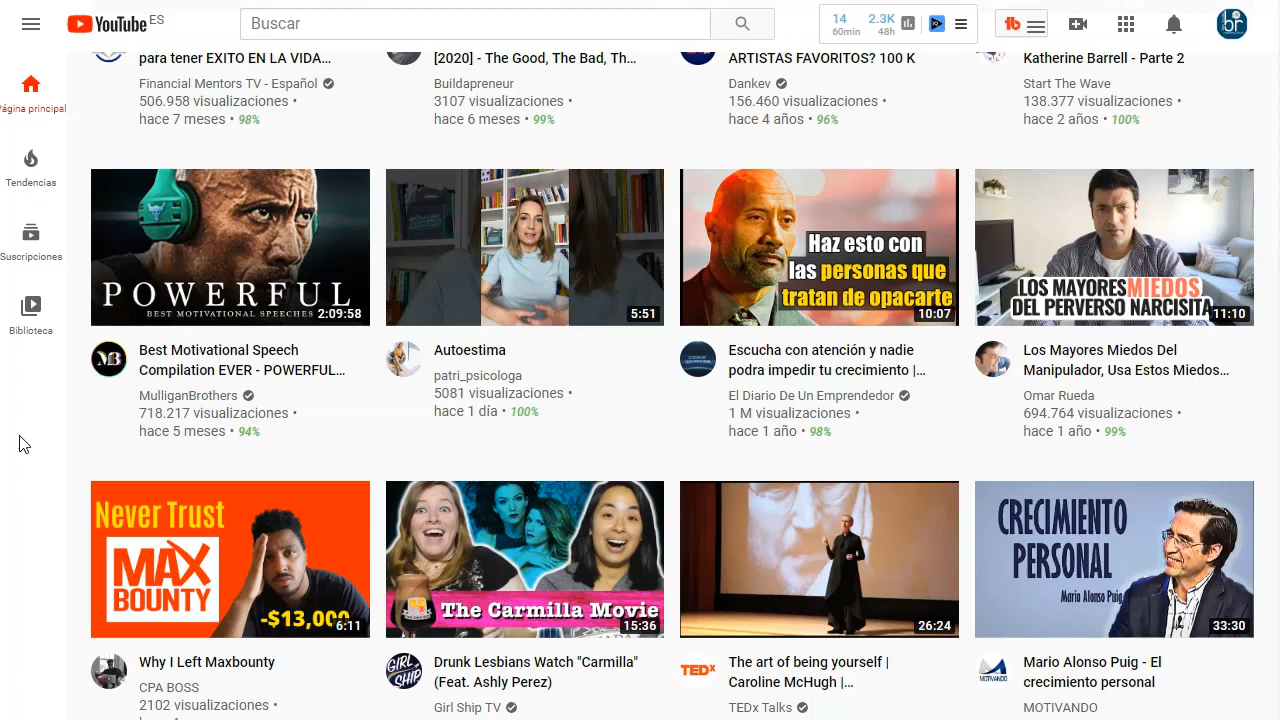 YouTube ES
Buscar
14 2.3K
60min 48h
para tener EXITO EN LA VIDA...
Financial Mentors TV - Español
506.958 visualizaciones •
hace 7 meses • 98%
[2020] - The Good, The Bad, Th...
Buildapreneur
3107 visualizaciones •
hace 6 meses • 99%
ARTISTAS FAVORITOS? 100 K
Dankev
156.460 visualizaciones •
hace 4 años • 96%
Katherine Barrell - Parte 2
Start The Wave
138.377 visualizaciones •
hace 2 años • 100%
Página principal
Tendencias
Suscripciones
Biblioteca
POWERFUL
BEST MOTIVATIONAL SPEECHES
2:09:58
5:51
Haz esto con
las personas que
tratan de opacarte
10:07
LOS MAYORES MIEDOS
DEL PERVERSO NARCISITA
11:10
Best Motivational Speech
Compilation EVER - POWERFUL...
MulliganBrothers
718.217 visualizaciones •
hace 5 meses • 94%
Autoestima
patri_psicologa
5081 visualizaciones •
hace 1 día • 100%
Escucha con atención y nadie
podra impedir tu crecimiento |...
El Diario De Un Emprendedor
1 M visualizaciones •
hace 1 año • 98%
Los Mayores Miedos Del
Manipulador, Usa Estos Miedos...
Omar Rueda
694.764 visualizaciones •
hace 1 año • 99%
Never Trust
MAX
BOUNTY
-$13,000
6:11
The Carmilla Movie
15:36
26:24
CRECIMIENTO
PERSONAL
Mario Alonso Puig
33:30
Why I Left Maxbounty
CPA BOSS
2102 visualizaciones •
GIRL SHIP
Drunk Lesbians Watch "Carmilla"
(Feat. Ashly Perez)
Girl Ship TV
TEDx
The art of being yourself |
Caroline McHugh |...
TEDx Talks
MOTIVANDO
Mario Alonso Puig - El
crecimiento personal
MOTIVANDO